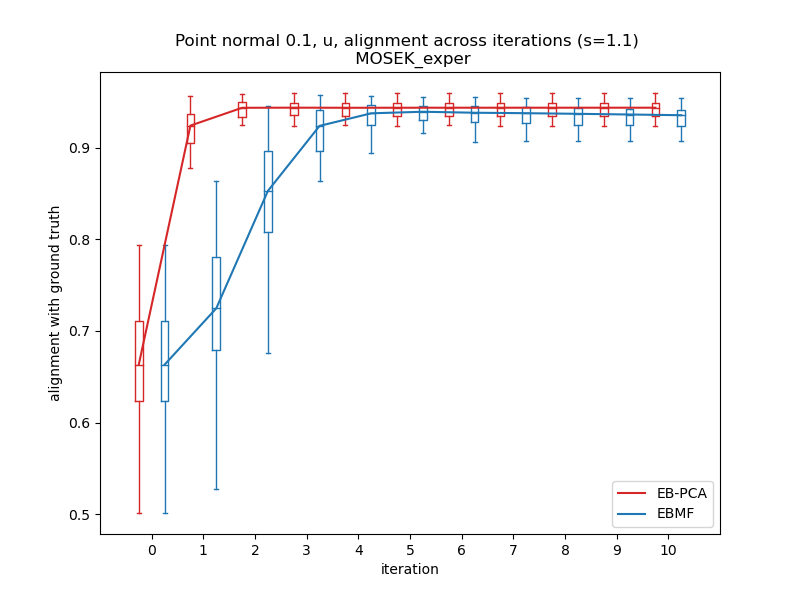 Point normal 0.1, u, alignment across iterations (s=1.1)
MOSEK_exper
alignment with ground truth
0.9
0.8
0.7
0.6
0.5
EB-PCA
EBMF
0 1 2 3 4 5 6 7 8 9 10
iteration